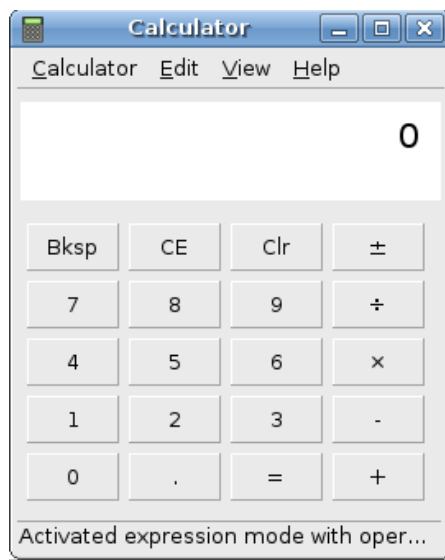 Calculator
Calculator Edit View Help
0
Bksp CE Clr ±
7 8 9 ÷
4 5 6 ×
1 2 3 -
0 . = +
Activated expression mode with oper...